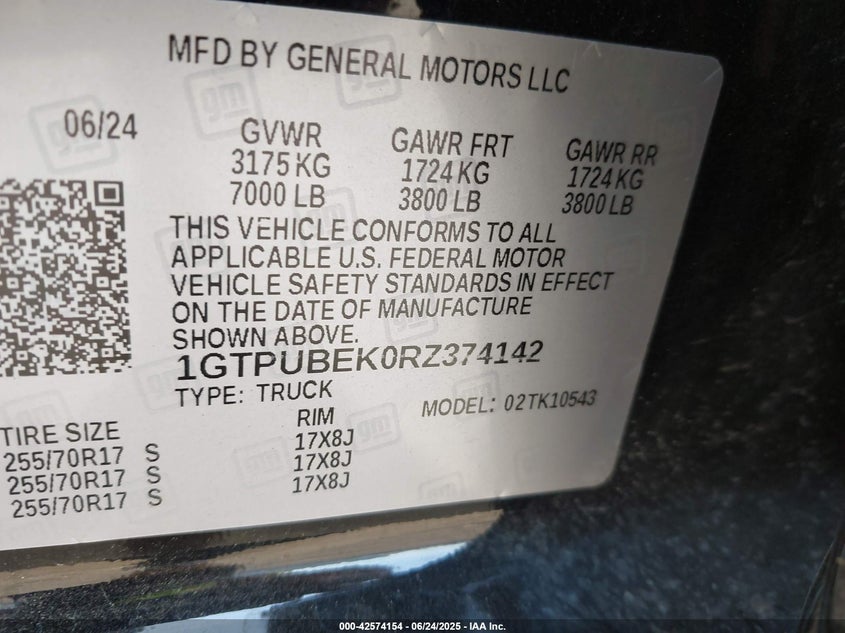 MFD BY GENERAL MOTORS LLC
06/24 GVWR GAWR FRT GAWR RR
3175 KG 1724 KG 1724 KG
7000 LB 3800 LB 3800 LB
THIS VEHICLE CONFORMS TO ALL
APPLICABLE U.S. FEDERAL MOTOR
VEHICLE SAFETY STANDARDS IN EFFECT
ON THE DATE OF MANUFACTURE
SHOWN ABOVE.
1GTPUBEK0RZ374142
TYPE: TRUCK MODEL: 02TK10543
TIRE SIZE RIM
255/70R17 S 17X8J
255/70R17 S 17X8J
255/70R17 S 17X8J
gm
000-42574154 - 06/24/2025 - IAA Inc.